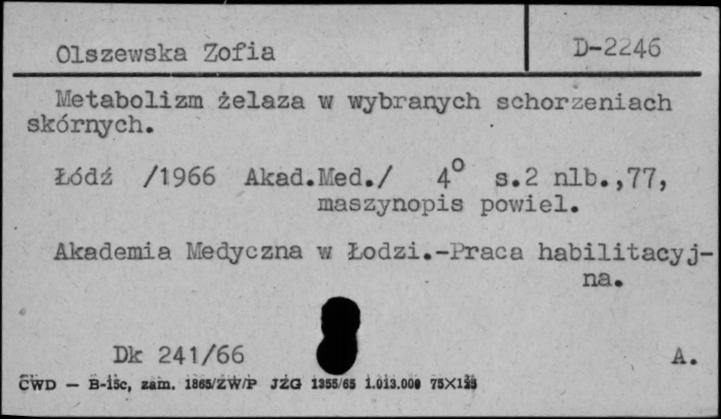 Olszewska Zofia
D-2246
Metabolizm żelaza w wybranych schorzeniach
skórnych.
Łódź /1966 Akad.Med./ 4° s.2 nlb.,77,
maszynopis powiel.
Akademia Medyczna w Łodzi.-Praca habilitacyj-
na.
Dk 241/66
A.
CWD — B-15c, zam. 1865/ZW/P JZG 1355/65 1.013.000 75X125